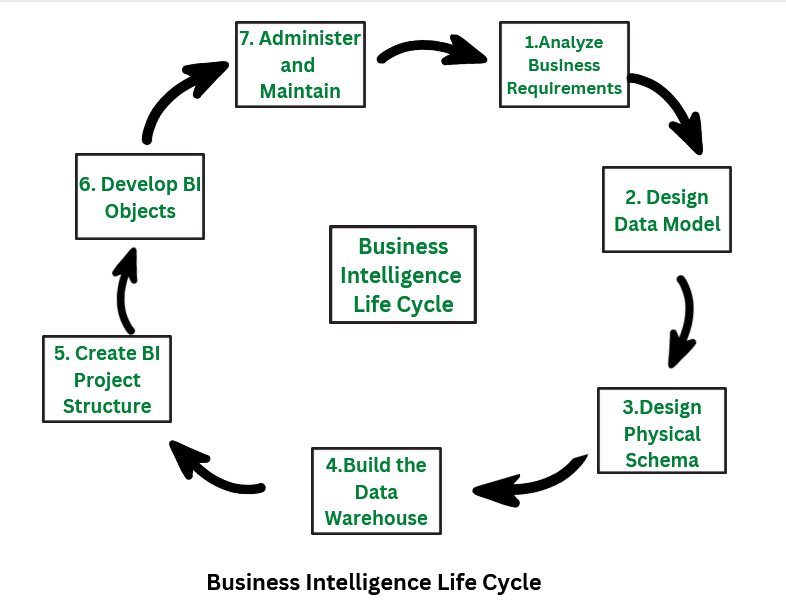 7. Administer
and
Maintain
1.Analyze
Business
Requirements
6. Develop BI
Objects
2. Design
Data Model
Business
Intelligence
Life Cycle
5. Create BI
Project
Structure
3.Design
Physical
Schema
4.Build the
Data
Warehouse
Business Intelligence Life Cycle